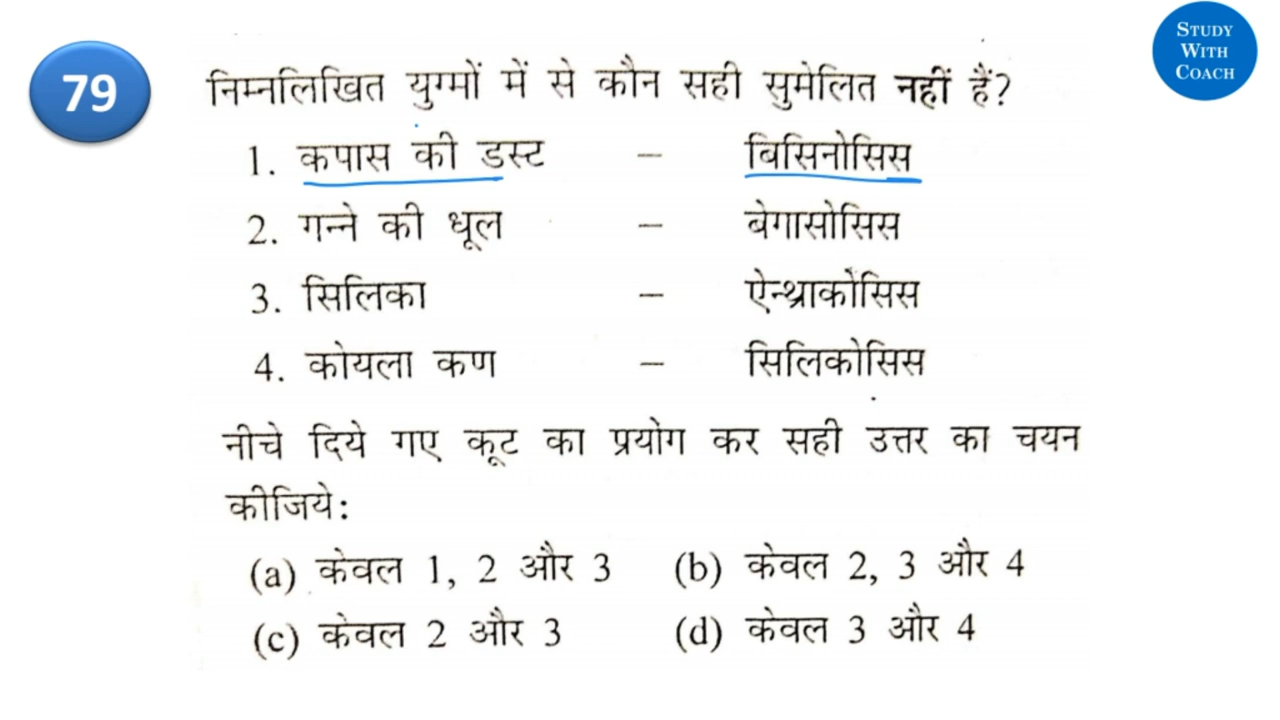 79
STUDY
WITH
COACH
निम्नलिखित युग्मों में से कौन सही सुमेलित नहीं हैं?
1. कपास की डस्ट – बिसिनोसिस
2. गन्ने की धूल – बेगासोसिस
3. सिलिका – ऐन्थ्राकोसिस
4. कोयला कण – सिलिकोसिस
नीचे दिये गए कूट का प्रयोग कर सही उत्तर का चयन
कीजिये:
(a) केवल 1, 2 और 3 (b) केवल 2, 3 और 4
(c) केवल 2 और 3 (d) केवल 3 और 4